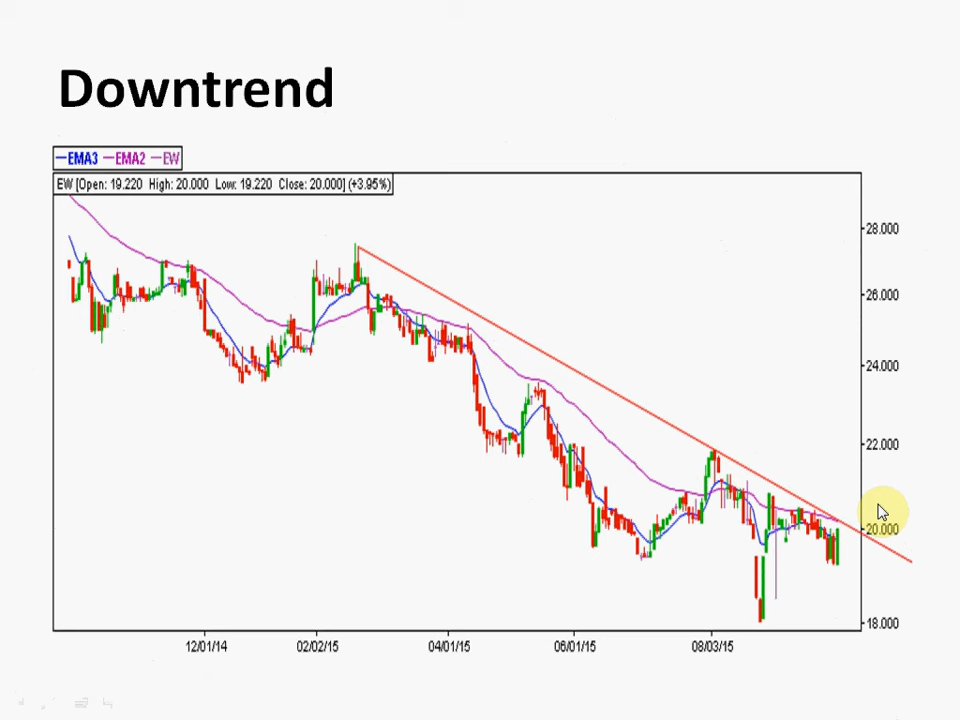 Downtrend
EMA3 EMA2 EW
EW [Open: 19.220 High: 20.000 Low: 19.220 Close: 20.000] (+3.95%)
28.000
26.000
24.000
22.000
20.000
18.000
12/01/14 02/02/15 04/01/15 06/01/15 08/03/15